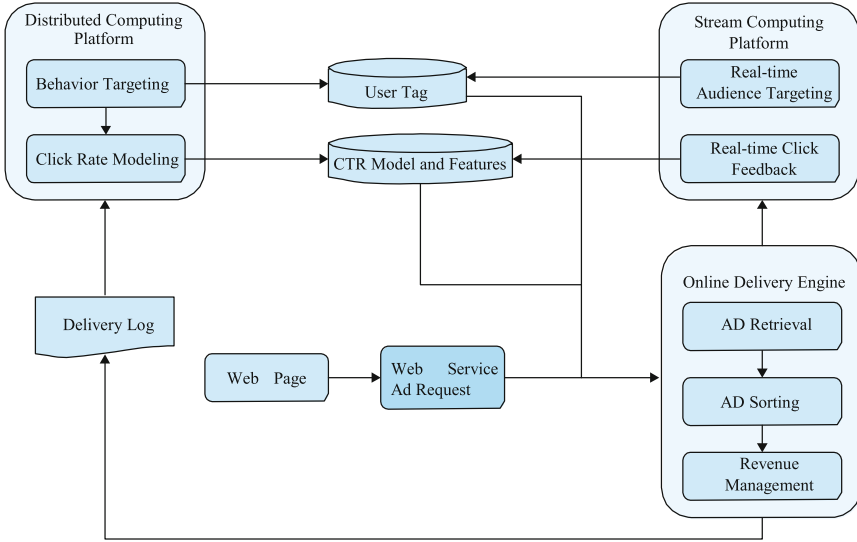 Distributed Computing
Platform
Behavior Targeting
Click Rate Modeling
User Tag
CTR Model and Features
Stream Computing
Platform
Real-time
Audience Targeting
Real-time Click
Feedback
Delivery Log
Web Page
Web Service
Ad Request
Online Delivery Engine
AD Retrieval
AD Sorting
Revenue
Management